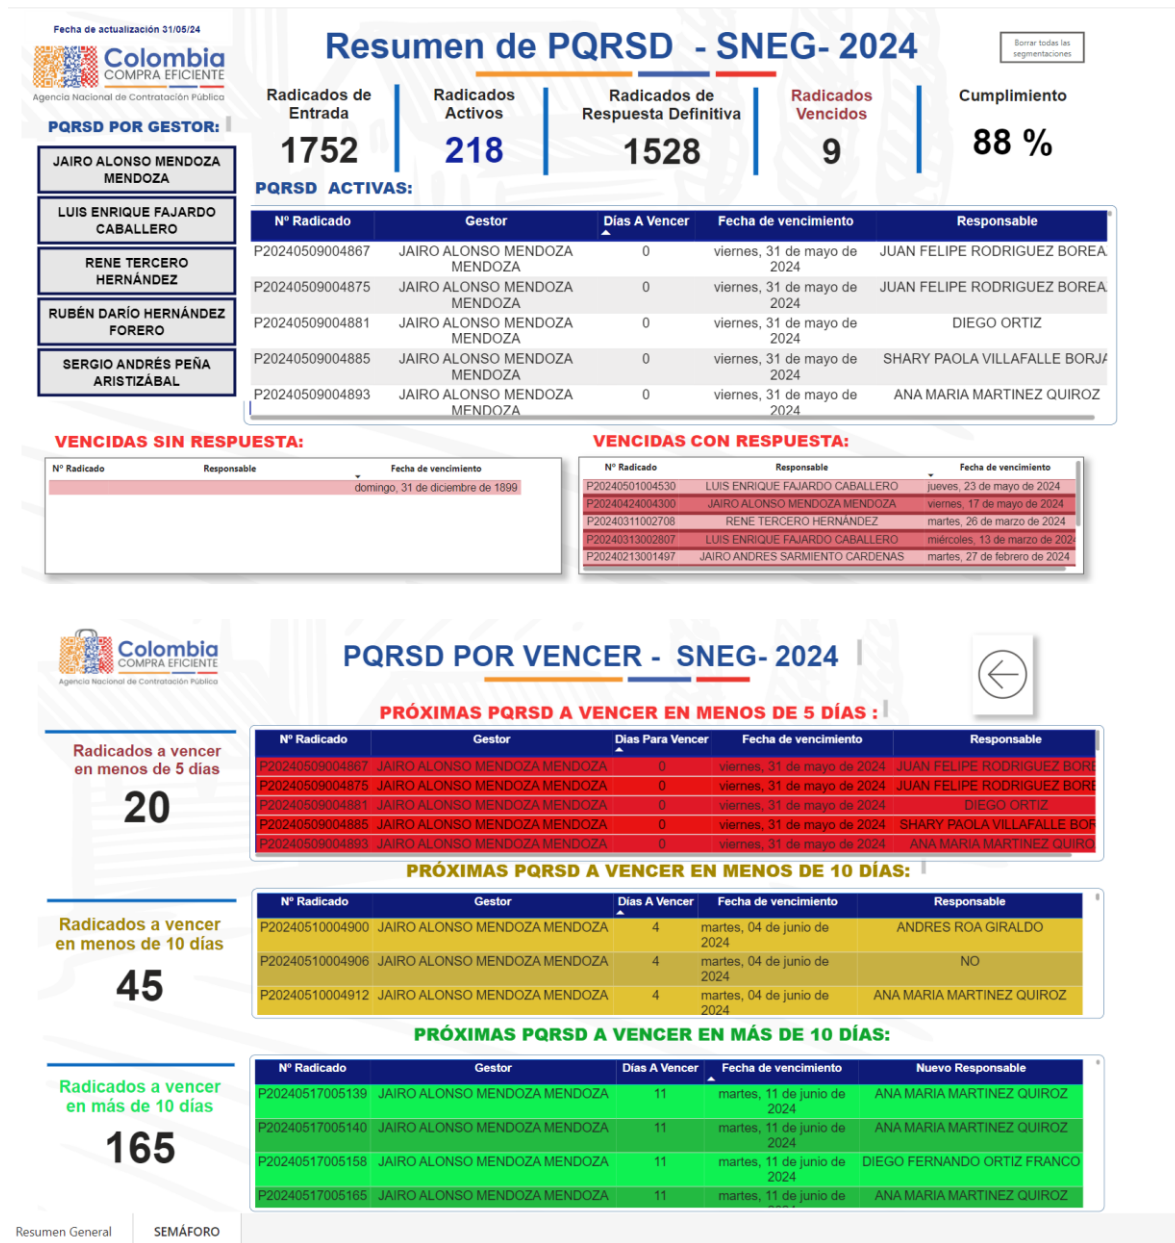 Fecha de actualización 31/05/24
Colombia
COMPRA EFICIENTE
Agencia Nacional de Contratación Pública
Resumen de PQRSD - SNEG- 2024
Borrar todas las
segmentaciones
Radicados de
Entrada
1752
Radicados
Activos
218
Radicados de
Respuesta Definitiva
1528
Radicados
Vencidos
9
Cumplimiento
88 %
PQRSD POR GESTOR:
JAIRO ALONSO MENDOZA
MENDOZA
LUIS ENRIQUE FAJARDO
CABALLERO
RENE TERCERO
HERNÁNDEZ
RUBÉN DARÍO HERNÁNDEZ
FORERO
SERGIO ANDRÉS PEÑA
ARISTIZÁBAL
PQRSD ACTIVAS:
Nº Radicado Gestor Días A Vencer Fecha de vencimiento Responsable
P20240509004867 JAIRO ALONSO MENDOZA 0 viernes, 31 de mayo de JUAN FELIPE RODRIGUEZ BOREA
MENDOZA 2024
P20240509004875 JAIRO ALONSO MENDOZA 0 viernes, 31 de mayo de JUAN FELIPE RODRIGUEZ BOREA
MENDOZA 2024
P20240509004881 JAIRO ALONSO MENDOZA 0 viernes, 31 de mayo de DIEGO ORTIZ
MENDOZA 2024
P20240509004885 JAIRO ALONSO MENDOZA 0 viernes, 31 de mayo de SHARY PAOLA VILLAFALLE BORJA
MENDOZA 2024
P20240509004893 JAIRO ALONSO MENDOZA 0 viernes, 31 de mayo de ANA MARIA MARTINEZ QUIROZ
MENDOZA 2024
VENCIDAS SIN RESPUESTA:
Nº Radicado Responsable Fecha de vencimiento
domingo, 31 de diciembre de 1899
VENCIDAS CON RESPUESTA:
Nº Radicado Responsable Fecha de vencimiento
P20240501004530 LUIS ENRIQUE FAJARDO CABALLERO jueves, 23 de mayo de 2024
P20240424004300 JAIRO ALONSO MENDOZA MENDOZA viernes, 17 de mayo de 2024
P20240311002708 RENE TERCERO HERNÁNDEZ martes, 26 de marzo de 2024
P20240313002807 LUIS ENRIQUE FAJARDO CABALLERO miércoles, 13 de marzo de 2024
P20240213001497 JAIRO ANDRES SARMIENTO CARDENAS martes, 27 de febrero de 2024
Colombia
COMPRA EFICIENTE
Agencia Nacional de Contratación Pública
PQRSD POR VENCER - SNEG- 2024
PRÓXIMAS PQRSD A VENCER EN MENOS DE 5 DÍAS :
Radicados a vencer
en menos de 5 días
20
Nº Radicado Gestor Días Para Vencer Fecha de vencimiento Responsable
P20240509004867 JAIRO ALONSO MENDOZA MENDOZA 0 viernes, 31 de mayo de 2024 JUAN FELIPE RODRIGUEZ BORE
P20240509004875 JAIRO ALONSO MENDOZA MENDOZA 0 viernes, 31 de mayo de 2024 JUAN FELIPE RODRIGUEZ BORE
P20240509004881 JAIRO ALONSO MENDOZA MENDOZA 0 viernes, 31 de mayo de 2024 DIEGO ORTIZ
P20240509004885 JAIRO ALONSO MENDOZA MENDOZA 0 viernes, 31 de mayo de 2024 SHARY PAOLA VILLAFALLE BOR
P20240509004893 JAIRO ALONSO MENDOZA MENDOZA 0 viernes, 31 de mayo de 2024 ANA MARIA MARTINEZ QUIRO
PRÓXIMAS PQRSD A VENCER EN MENOS DE 10 DÍAS:
Radicados a vencer
en menos de 10 días
45
Nº Radicado Gestor Días A Vencer Fecha de vencimiento Responsable
P20240510004900 JAIRO ALONSO MENDOZA MENDOZA 4 martes, 04 de junio de ANDRES ROA GIRALDO
2024
P20240510004906 JAIRO ALONSO MENDOZA MENDOZA 4 martes, 04 de junio de NO
2024
P20240510004912 JAIRO ALONSO MENDOZA MENDOZA 4 martes, 04 de junio de ANA MARIA MARTINEZ QUIROZ
2024
PRÓXIMAS PQRSD A VENCER EN MÁS DE 10 DÍAS:
Radicados a vencer
en más de 10 días
165
Nº Radicado Gestor Días A Vencer Fecha de vencimiento Nuevo Responsable
P20240517005139 JAIRO ALONSO MENDOZA MENDOZA 11 martes, 11 de junio de ANA MARIA MARTINEZ QUIROZ
2024
P20240517005140 JAIRO ALONSO MENDOZA MENDOZA 11 martes, 11 de junio de ANA MARIA MARTINEZ QUIROZ
2024
P20240517005158 JAIRO ALONSO MENDOZA MENDOZA 11 martes, 11 de junio de DIEGO FERNANDO ORTIZ FRANCO
2024
P20240517005165 JAIRO ALONSO MENDOZA MENDOZA 11 martes, 11 de junio de ANA MARIA MARTINEZ QUIROZ
Resumen General SEMÁFORO